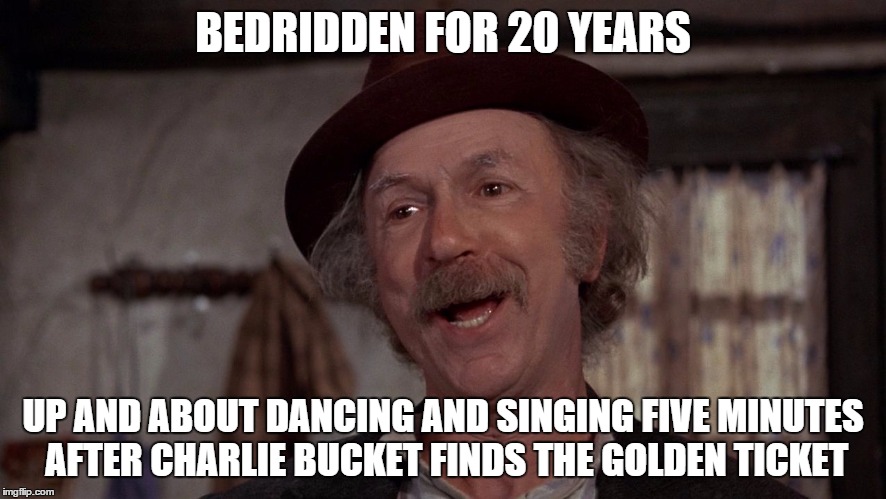 BEDRIDDEN FOR 20 YEARS
UP AND ABOUT DANCING AND SINGING FIVE MINUTES
AFTER CHARLIE BUCKET FINDS THE GOLDEN TICKET
imgflip.com